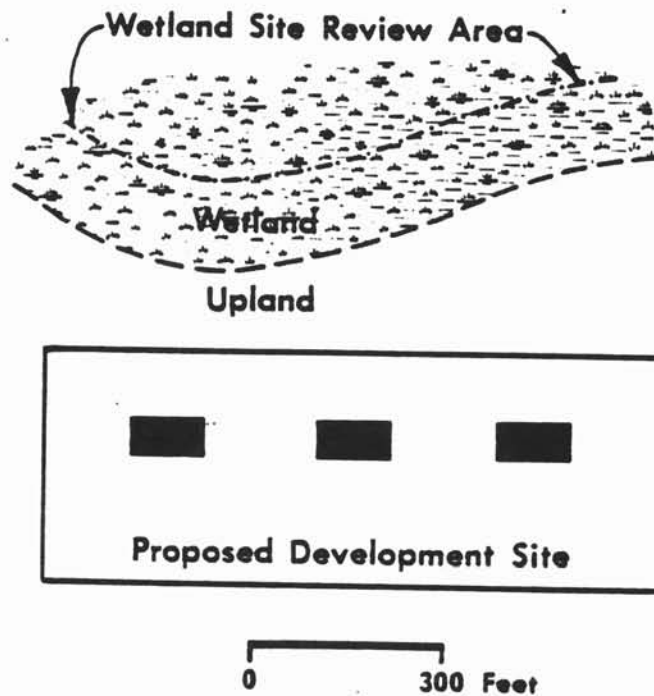 Wetland Site Review Area
Wetland
Upland
Proposed Development Site
0 300 Feet